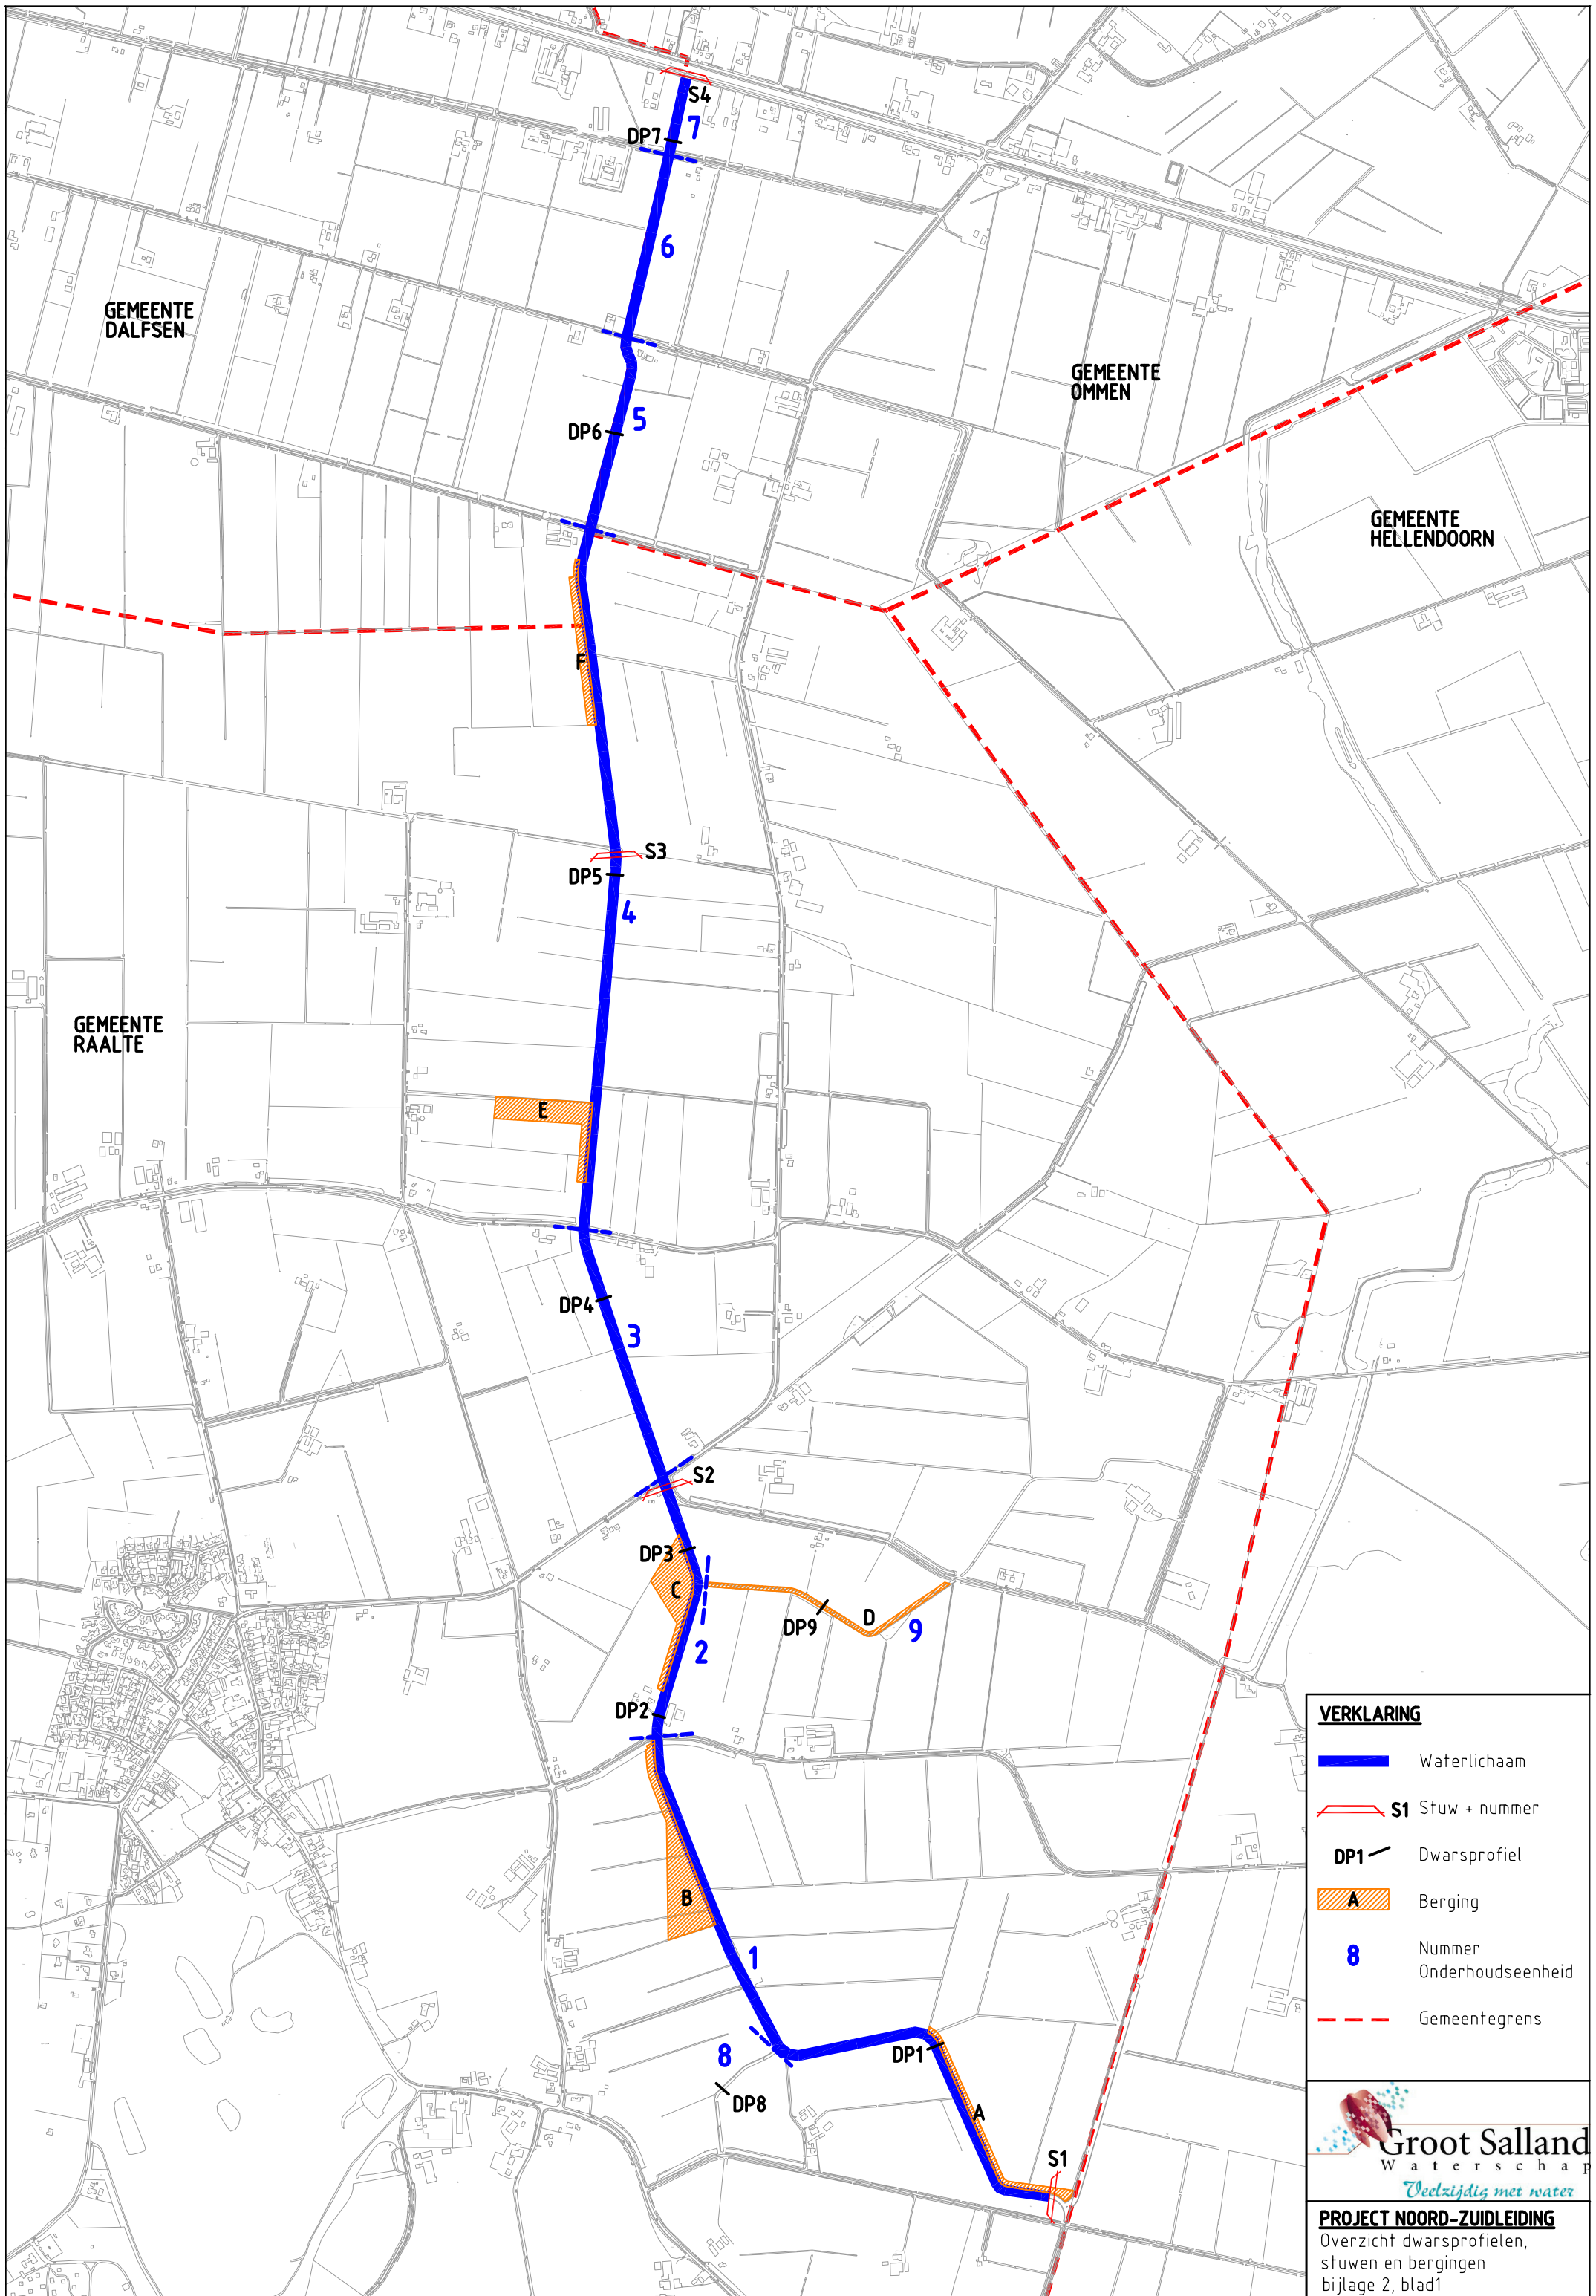 S4
7
DP7
6
GEMEENTE
DALFSEN
GEMEENTE
OMMEN
5
DP6
GEMEENTE
HELLENDOORN
F
S3
DP5
4
GEMEENTE
RAALTE
E
DP4
3
S2
DP3
C
D
DP9
9
2
DP2
B
1
8
DP1
DP8
A
S1
VERKLARING
Waterlichaam
S1 Stuw + nummer
DP1 Dwarsprofiel
A Berging
8 Nummer
Onderhoudseenheid
Gemeentegrens
Groot Salland
Waterschap
Veelzijdig met water
PROJECT NOORD-ZUIDLEIDING
Overzicht dwarsprofielen,
stuwen en bergingen
bijlage 2, blad1